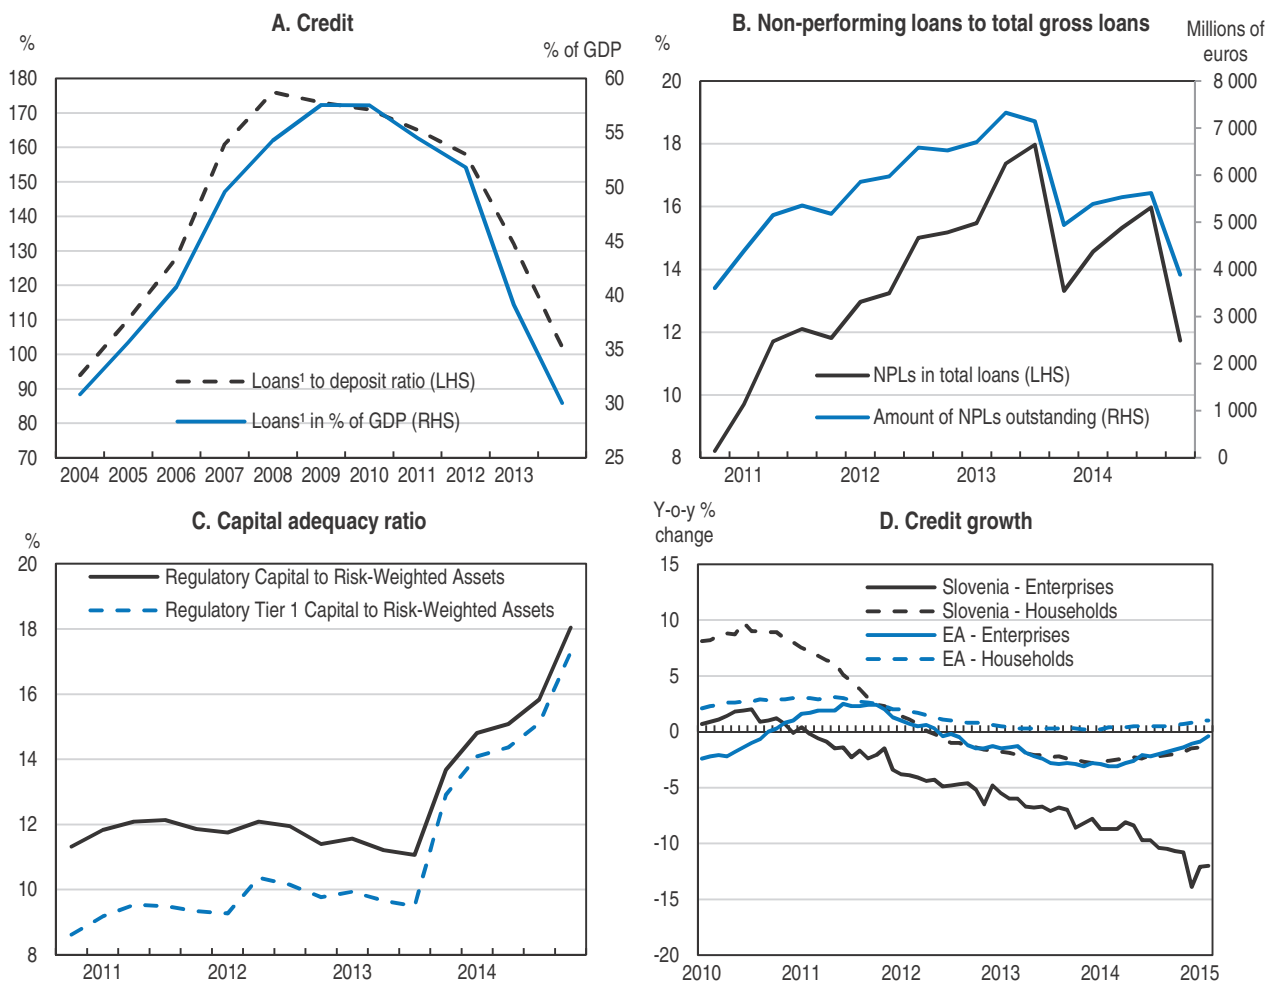 A. Credit
%
% of GDP
180
170
160
150
140
130
120
110
100
90
80
70
60
55
50
45
40
35
30
25
Loans¹ to deposit ratio (LHS)
Loans¹ in % of GDP (RHS)
2004 2005 2006 2007 2008 2009 2010 2011 2012 2013
B. Non-performing loans to total gross loans
%
Millions of
euros
20
18
16
14
12
10
8
8 000
7 000
6 000
5 000
4 000
3 000
2 000
1 000
0
NPLs in total loans (LHS)
Amount of NPLs outstanding (RHS)
2011 2012 2013 2014
C. Capital adequacy ratio
%
20
18
16
14
12
10
8
Regulatory Capital to Risk-Weighted Assets
Regulatory Tier 1 Capital to Risk-Weighted Assets
2011 2012 2013 2014
Y-o-y %
change
D. Credit growth
15
10
5
0
-5
-10
-15
-20
Slovenia - Enterprises
Slovenia - Households
EA - Enterprises
EA - Households
2010 2011 2012 2013 2014 2015